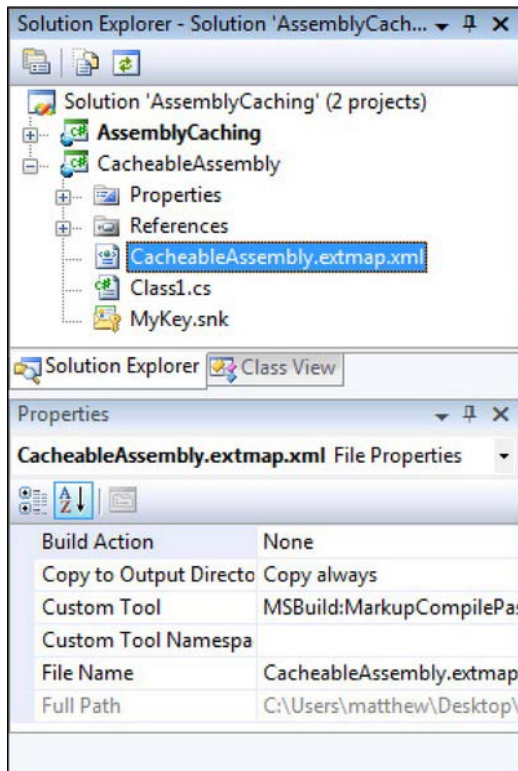 Solution Explorer - Solution 'AssemblyCach...
Solution 'AssemblyCaching' (2 projects)
AssemblyCaching
CacheableAssembly
Properties
References
CacheableAssembly.extmap.xml
Class1.cs
MyKey.snk
Solution Explorer Class View
Properties
CacheableAssembly.extmap.xml File Properties
Build Action None
Copy to Output Directo Copy always
Custom Tool MSBuild:MarkupCompilePas
Custom Tool Namespa
File Name CacheableAssembly.extmap
Full Path C:\Users\matthew\Desktop\